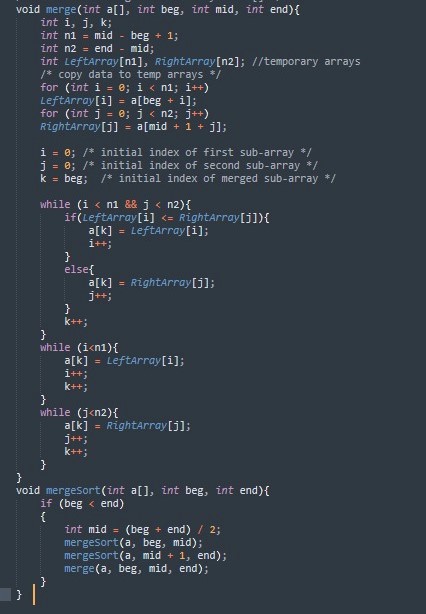 void merge(int a[], int beg, int mid, int end){
    int i, j, k;
    int n1 = mid - beg + 1;
    int n2 = end - mid;
    int LeftArray[n1], RightArray[n2]; //temporary arrays
    /* copy data to temp arrays */
    for (int i = 0; i < n1; i++)
    LeftArray[i] = a[beg + i];
    for (int j = 0; j < n2; j++)
    RightArray[j] = a[mid + 1 + j];

    i = 0; /* initial index of first sub-array */
    j = 0; /* initial index of second sub-array */
    k = beg;  /* initial index of merged sub-array */

    while (i < n1 && j < n2){
        if(LeftArray[i] <= RightArray[j]){
            a[k] = LeftArray[i];
            i++;
        }
        else{
            a[k] = RightArray[j];
            j++;
        }
        k++;
    }
    while (i<n1){
        a[k] = LeftArray[i];
        i++;
        k++;
    }
    while (j<n2){
        a[k] = RightArray[j];
        j++;
        k++;
    }
}
void mergeSort(int a[], int beg, int end){
    if (beg < end)
    {
        int mid = (beg + end) / 2;
        mergeSort(a, beg, mid);
        mergeSort(a, mid + 1, end);
        merge(a, beg, mid, end);
    }
}